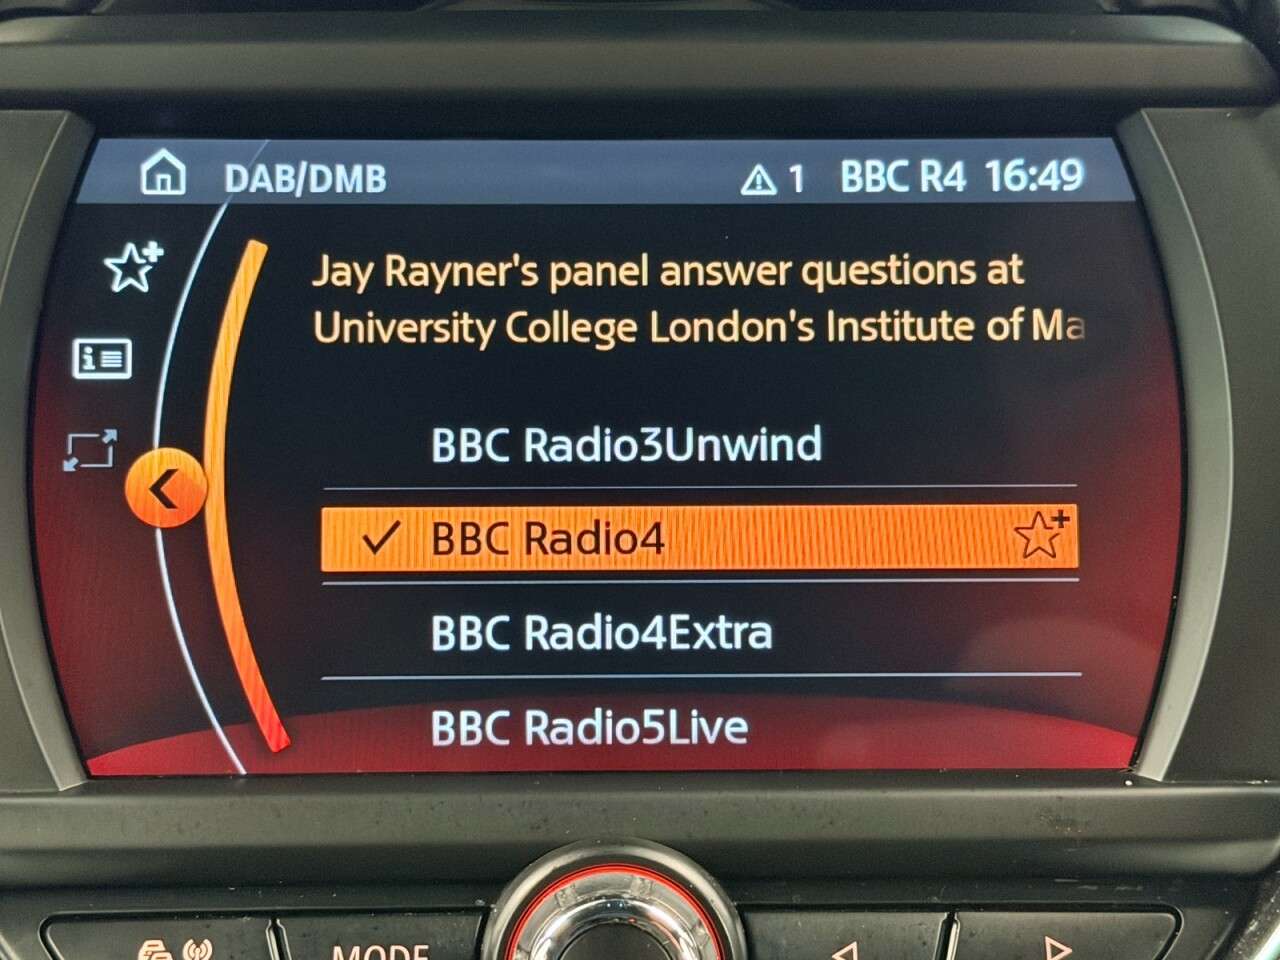 DAB/DMB 1 BBC R4 16:49
Jay Rayner's panel answer questions at
University College London's Institute of Ma
BBC Radio3Unwind
BBC Radio4
BBC Radio4Extra
BBC Radio5Live
MODE